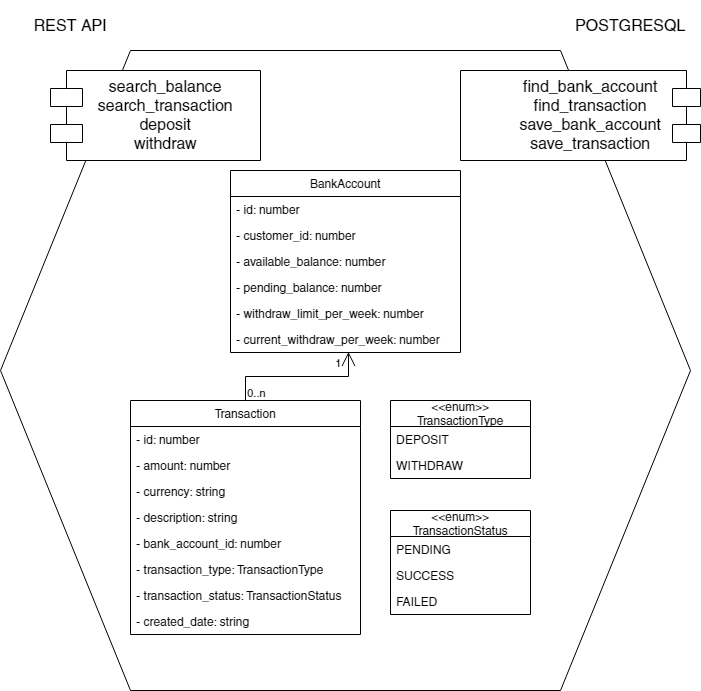 REST API
POSTGRESQL
search_balance
search_transaction
deposit
withdraw
find_bank_account
find_transaction
save_bank_account
save_transaction
BankAccount
- id: number
- customer_id: number
- available_balance: number
- pending_balance: number
- withdraw_limit_per_week: number
- current_withdraw_per_week: number
1
0..n
Transaction
- id: number
- amount: number
- currency: string
- description: string
- bank_account_id: number
- transaction_type: TransactionType
- transaction_status: TransactionStatus
- created_date: string
<<enum>>
TransactionType
DEPOSIT
WITHDRAW
<<enum>>
TransactionStatus
PENDING
SUCCESS
FAILED